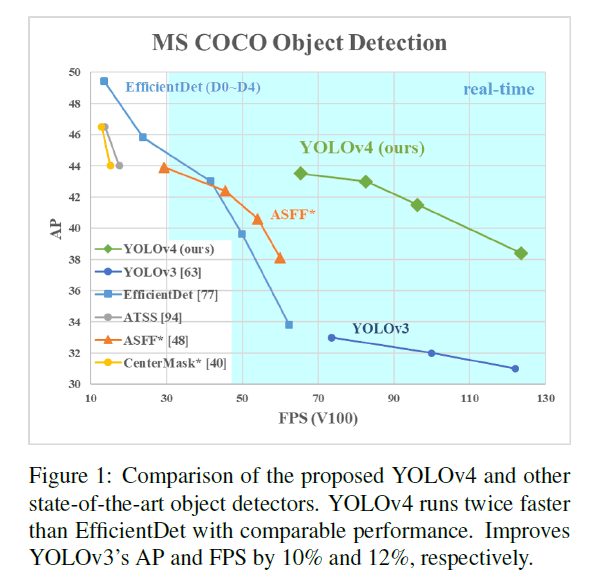 MS COCO Object Detection
50
48
46
44
42
40
38
36
34
32
30
AP
EfficientDet (D0~D4)
real-time
YOLOv4 (ours)
ASFF*
YOLOv3
YOLOv4 (ours)
YOLOv3 [63]
EfficientDet [77]
ATSS [94]
ASFF* [48]
CenterMask* [40]
10 30 50 70 90 110 130
FPS (V100)
Figure 1: Comparison of the proposed YOLOv4 and other
state-of-the-art object detectors. YOLOv4 runs twice faster
than EfficientDet with comparable performance. Improves
YOLOv3’s AP and FPS by 10% and 12%, respectively.